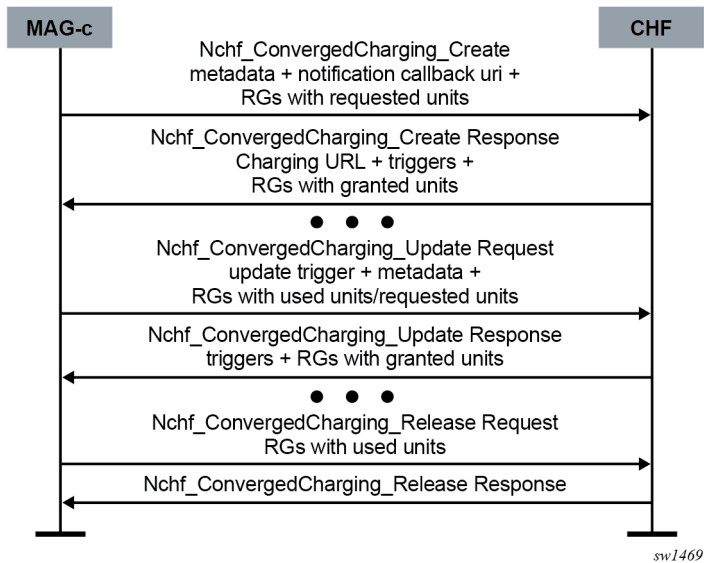 MAG-c
CHF
Nchf_ConvergedCharging_Create
metadata + notification callback uri +
RGs with requested units
Nchf_ConvergedCharging_Create Response
Charging URL + triggers +
RGs with granted units
Nchf_ConvergedCharging_Update Request
update trigger + metadata +
RGs with used units/requested units
Nchf_ConvergedCharging_Update Response
triggers + RGs with granted units
Nchf_ConvergedCharging_Release Request
RGs with used units
Nchf_ConvergedCharging_Release Response
sw1469